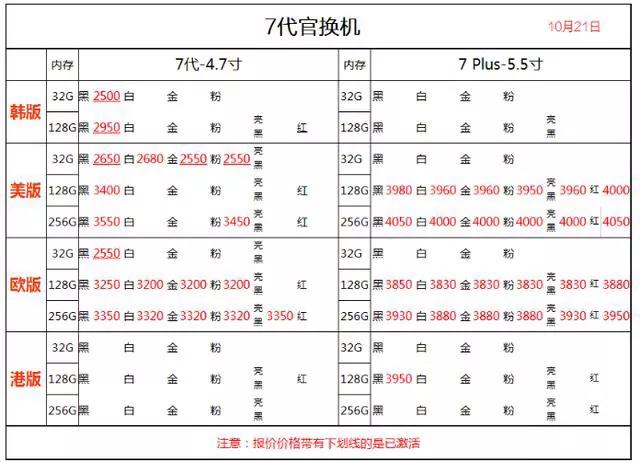 7代官换机 10月21日
内存 7代-4.7寸 内存 7 Plus-5.5寸
韩版
32G 黑 2500 白 金 粉 32G 黑 白 金 粉
128G 黑 2950 白 金 粉 亮黑 红 128G 黑 白 金 粉 亮黑
美版
32G 黑 2650 白 2680 金 2550 粉 2550 亮黑 32G 黑 白 金 粉
128G 黑 3400 白 金 粉 亮黑 红 128G 黑 3980 白 3960 金 3960 粉 3950 亮黑 3960 红 4000
256G 黑 3550 白 金 粉 3450 亮黑 红 256G 黑 4050 白 4000 金 4000 粉 4000 亮黑 4000 红 4050
欧版
32G 黑 2550 白 金 粉 32G 黑 白 金 粉
128G 黑 3250 白 3200 金 3200 粉 3200 亮黑 红 128G 黑 3850 白 3830 金 3830 粉 3830 亮黑 3830 红 3880
256G 黑 3350 白 3320 金 3320 粉 3320 亮黑 3350 红 256G 黑 3930 白 3880 金 3880 粉 3880 亮黑 3930 红 3950
港版
32G 黑 白 金 粉 32G 黑 白 金 粉
128G 黑 白 金 粉 亮黑 红 128G 黑 3950 白 金 粉 亮黑 红
256G 黑 白 金 粉 亮黑 256G 黑 白 金 粉 亮黑
注意：报价价格带有下划线的是已激活